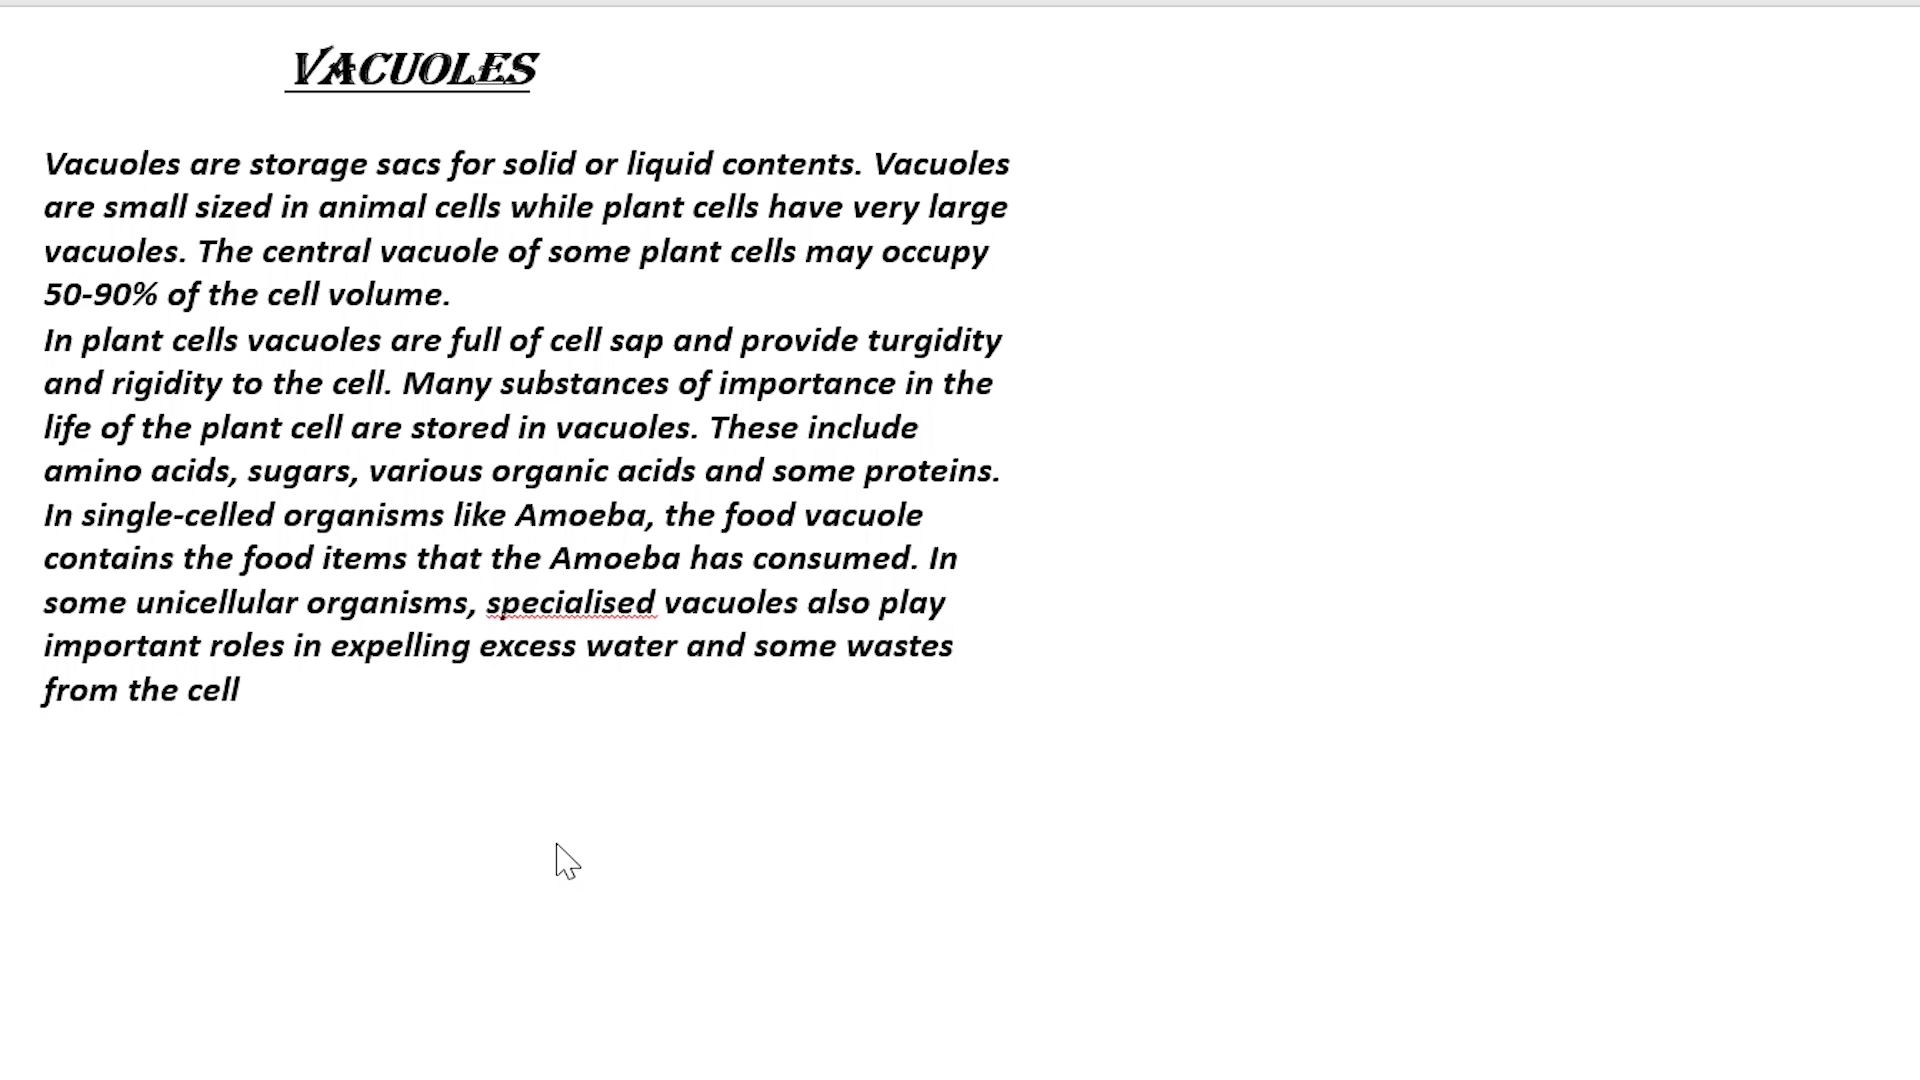 VACUOLES
Vacuoles are storage sacs for solid or liquid contents. Vacuoles
are small sized in animal cells while plant cells have very large
vacuoles. The central vacuole of some plant cells may occupy
50-90% of the cell volume.
In plant cells vacuoles are full of cell sap and provide turgidity
and rigidity to the cell. Many substances of importance in the
life of the plant cell are stored in vacuoles. These include
amino acids, sugars, various organic acids and some proteins.
In single-celled organisms like Amoeba, the food vacuole
contains the food items that the Amoeba has consumed. In
some unicellular organisms, specialised vacuoles also play
important roles in expelling excess water and some wastes
from the cell